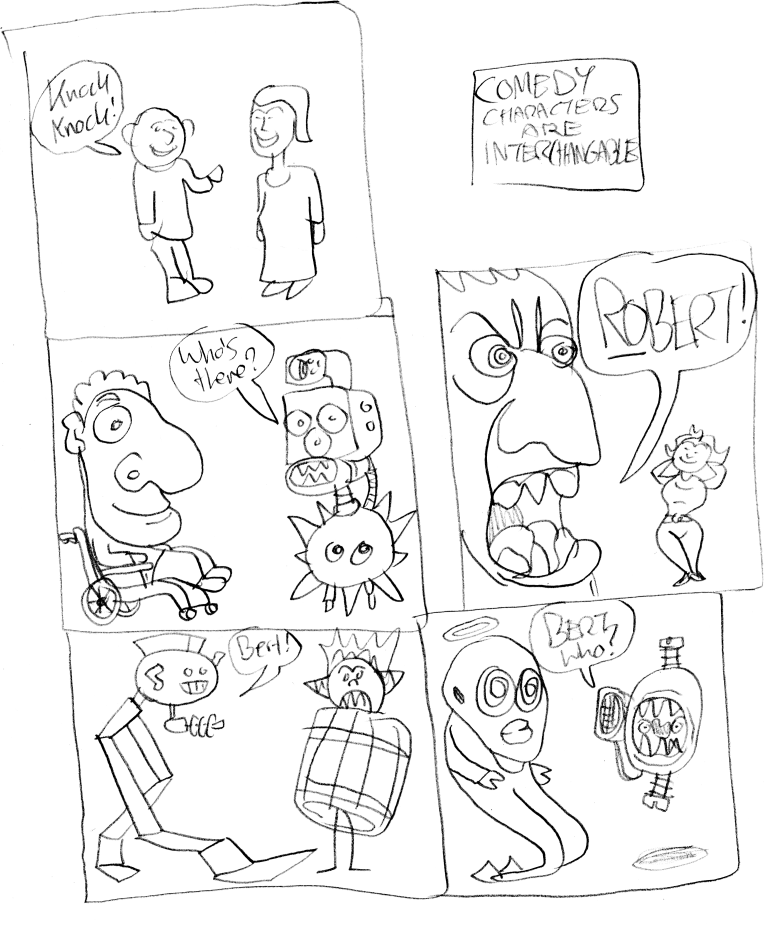 Knock
Knock!
COMEDY
CHARACTERS
ARE
INTERCHANGABLE
Who's
there?
Bert!
BERT
Who?
ROBERT!